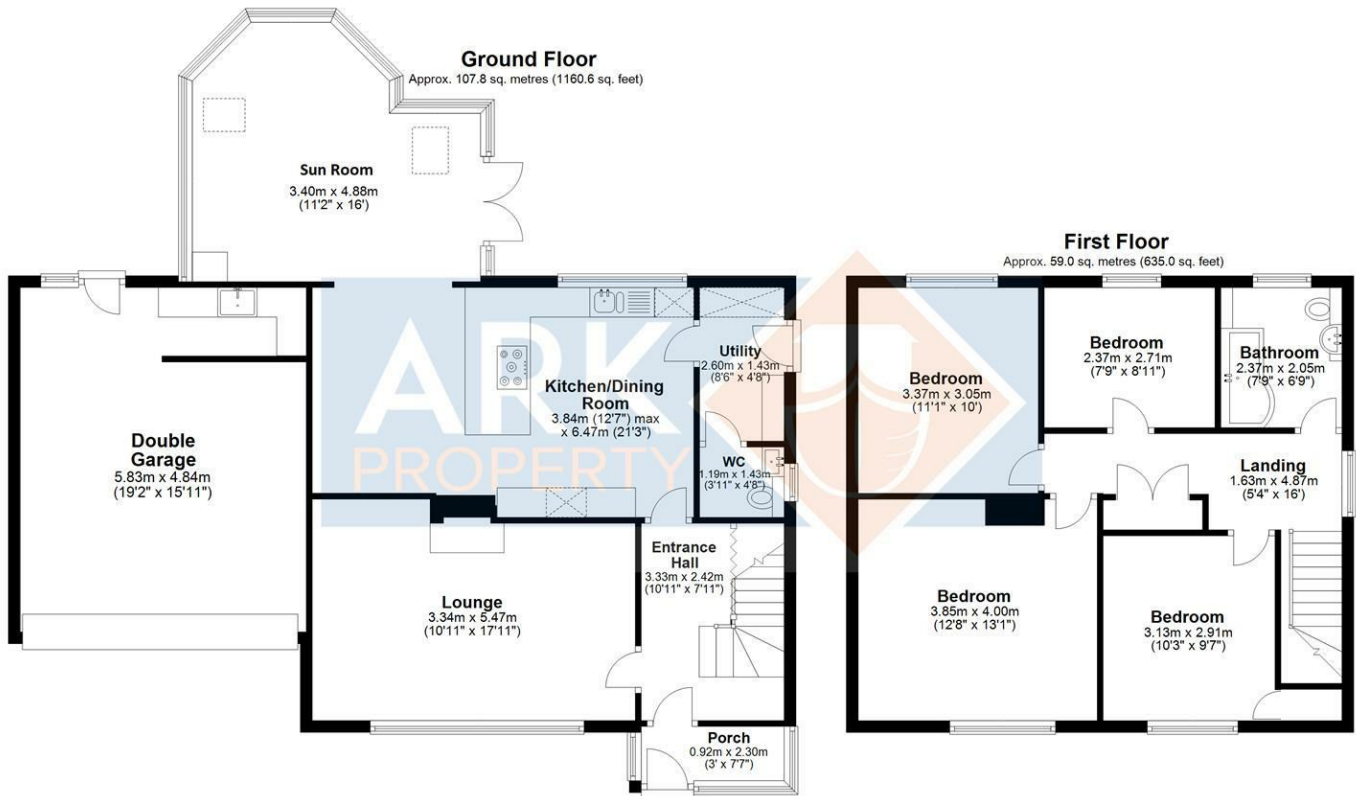 Ground Floor
Approx. 107.8 sq. metres (1160.6 sq. feet)
Sun Room
3.40m x 4.88m
(11'2" x 16')
Kitchen/Dining
Room
3.84m (12'7") max
x 6.47m (21'3")
Utility
2.60m x 1.43m
(8'6" x 4'8")
WC
1.19m x 1.43m
(3'11" x 4'8")
Double
Garage
5.83m x 4.84m
(19'2" x 15'11")
Lounge
3.34m x 5.47m
(10'11" x 17'11")
Entrance
Hall
3.33m x 2.42m
(10'11" x 7'11")
Porch
0.92m x 2.30m
(3' x 7'7")
ARK
PROPERTY
First Floor
Approx. 59.0 sq. metres (635.0 sq. feet)
Bedroom
3.37m x 3.05m
(11'1" x 10')
Bedroom
2.37m x 2.71m
(7'9" x 8'11")
Bathroom
2.37m x 2.05m
(7'9" x 6'9")
Landing
1.63m x 4.87m
(5'4" x 16')
Bedroom
3.85m x 4.00m
(12'8" x 13'1")
Bedroom
3.13m x 2.91m
(10'3" x 9'7")